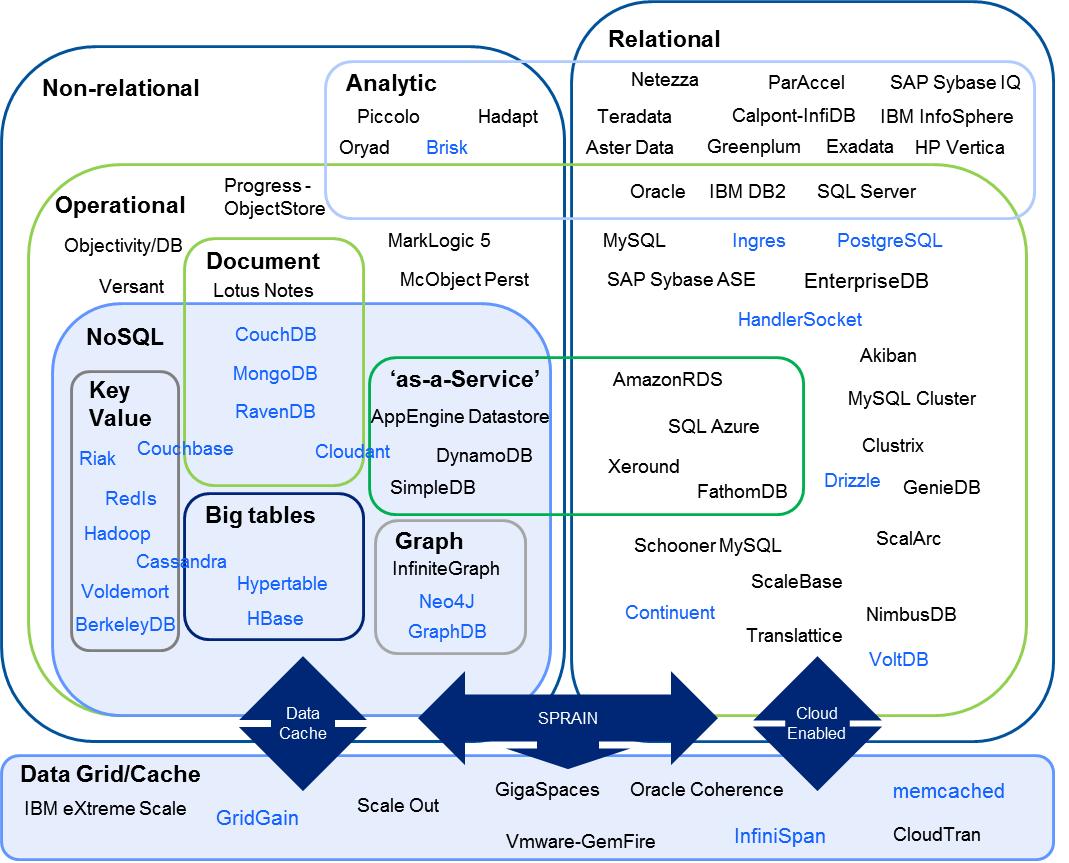 Relational
Non-relational
Analytic
Netezza
ParAccel
SAP Sybase IQ
Piccolo
Hadapt
Teradata
Calpont-InfiDB
IBM InfoSphere
Oryad
Brisk
Aster Data
Greenplum
Exadata
HP Vertica
Operational
Progress -
ObjectStore
Oracle
IBM DB2
SQL Server
Objectivity/DB
MarkLogic 5
MySQL
Ingres
PostgreSQL
Versant
Document
Lotus Notes
McObject Perst
SAP Sybase ASE
EnterpriseDB
NoSQL
CouchDB
HandlerSocket
MongoDB
RavenDB
Akiban
Key
Value
'as-a-Service'
AppEngine Datastore
AmazonRDS
MySQL Cluster
SQL Azure
Riak
Couchbase
Cloudant
DynamoDB
Xeround
Clustrix
SimpleDB
FathomDB
Drizzle
GenieDB
RedIs
Big tables
Hadoop
Graph
InfiniteGraph
Schooner MySQL
ScalArc
Cassandra
Hypertable
ScaleBase
Voldemort
Neo4J
Continuent
NimbusDB
BerkeleyDB
HBase
GraphDB
Translattice
VoltDB
Data
Cache
SPRAIN
Cloud
Enabled
Data Grid/Cache
IBM eXtreme Scale
GridGain
Scale Out
GigaSpaces
Oracle Coherence
memcached
Vmware-GemFire
InfiniSpan
CloudTran